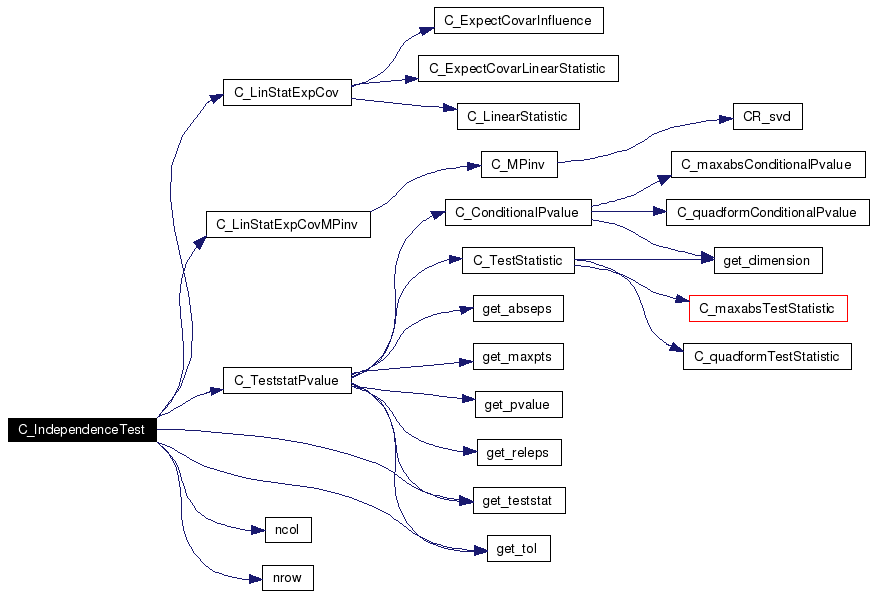 C_ExpectCovarInfluence
C_ExpectCovarLinearStatistic
C_LinStatExpCov
C_LinearStatistic
CR_svd
C_MPinv
C_maxabsConditionalPvalue
C_ConditionalPvalue
C_quadformConditionalPvalue
C_LinStatExpCovMPinv
C_TestStatistic
get_dimension
get_abseps
C_maxabsTestStatistic
get_maxpts
C_quadformTestStatistic
C_TeststatPvalue
get_pvalue
C_IndependenceTest
get_releps
get_teststat
ncol
get_tol
nrow